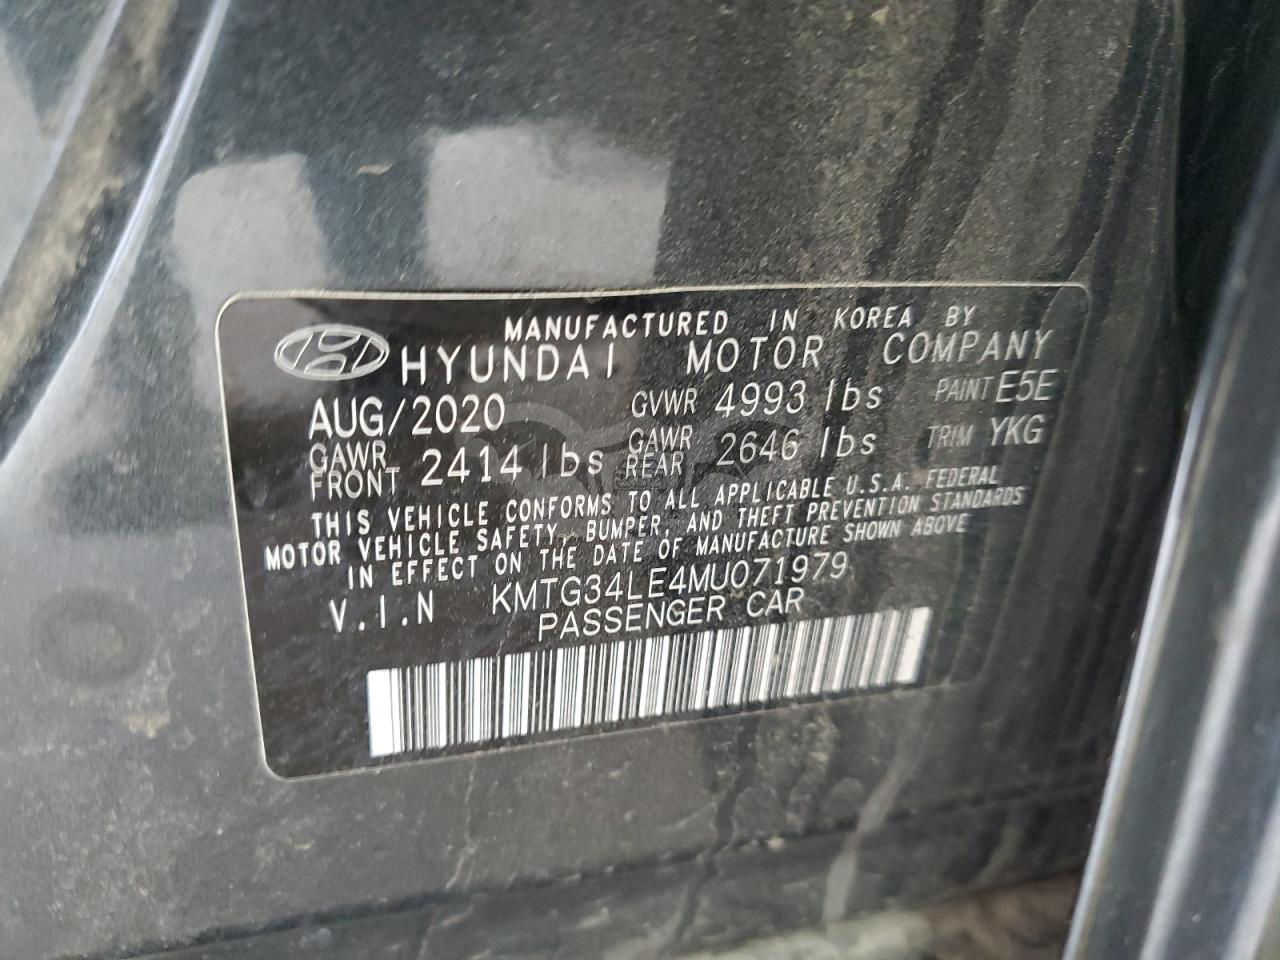 MANUFACTURED IN KOREA BY
HYUNDAI MOTOR COMPANY
AUG/2020 GVWR 4993 lbs PAINT E5E
GAWR FRONT 2414 lbs GAWR REAR 2646 lbs TRIM YKG
THIS VEHICLE CONFORMS TO ALL APPLICABLE U.S.A. FEDERAL
MOTOR VEHICLE SAFETY, BUMPER, AND THEFT PREVENTION STANDARDS
IN EFFECT ON THE DATE OF MANUFACTURE SHOWN ABOVE
V.I.N KMTG34LE4MU071979
PASSENGER CAR